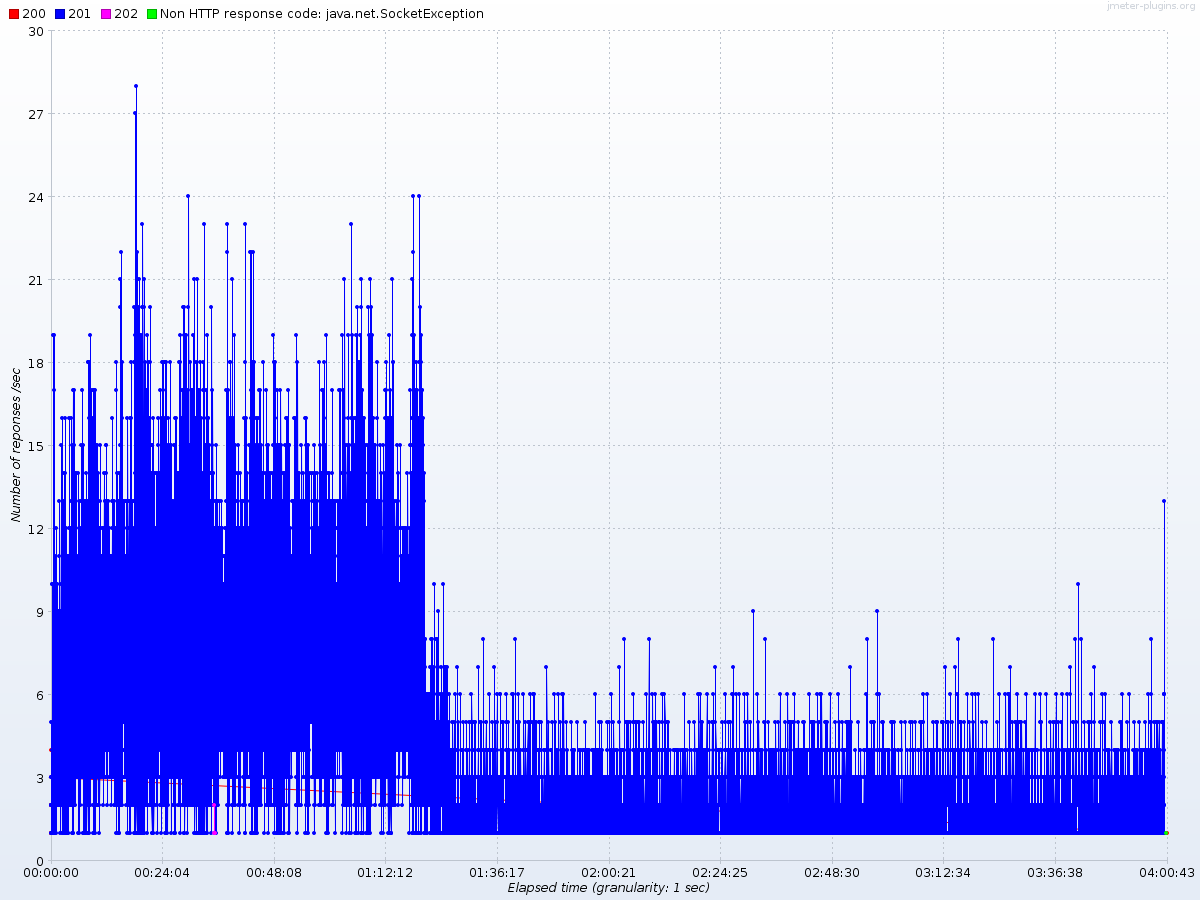 200 201 202 Non HTTP response code: java.net.SocketException
jmeter-plugins.org
30
27
24
21
18
15
12
9
6
3
0
Number of reponses /sec
00:00:00 00:24:04 00:48:08 01:12:12 01:36:17 02:00:21 02:24:25 02:48:30 03:12:34 03:36:38 04:00:43
Elapsed time (granularity: 1 sec)